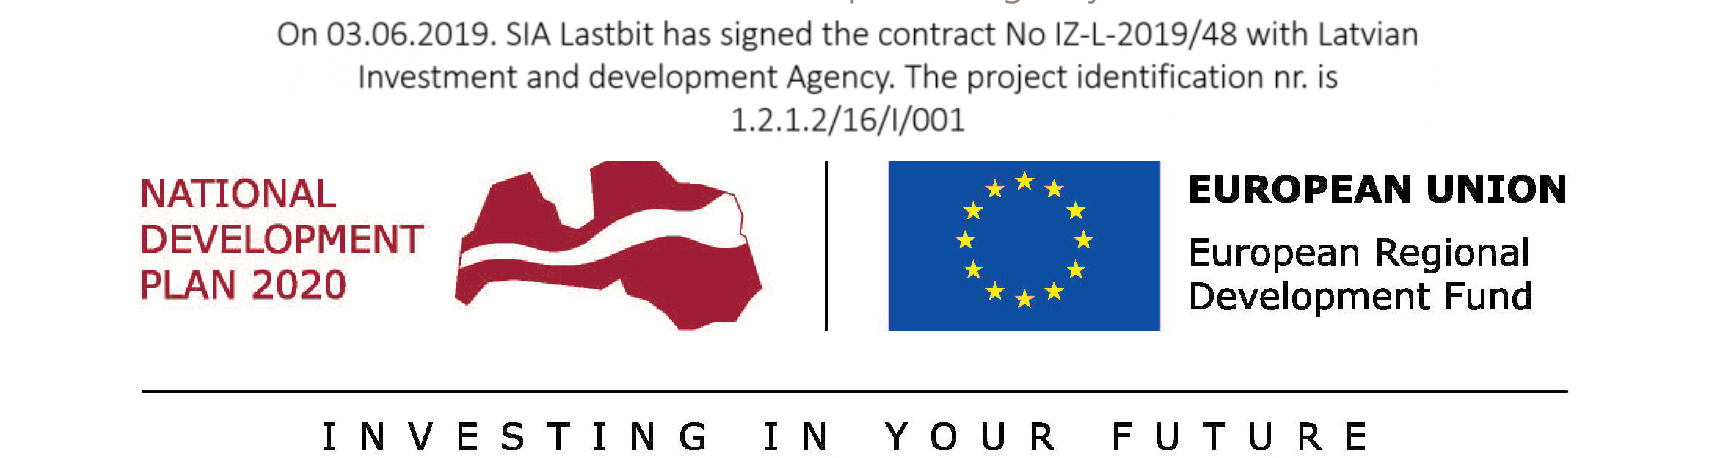 On 03.06.2019. SIA Lastbit has signed the contract No IZ-L-2019/48 with Latvian
Investment and development Agency. The project identification nr. is
1.2.1.2/16/I/001
NATIONAL
DEVELOPMENT
PLAN 2020
EUROPEAN UNION
European Regional
Development Fund
INVESTING IN YOUR FUTURE